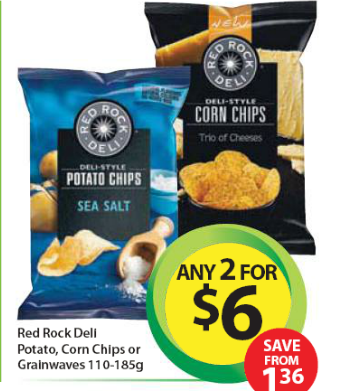 NEW
RED ROCK
DELI
DELI-STYLE
CORN CHIPS
Trio of Cheeses
RED ROCK
DELI
DELI-STYLE
POTATO CHIPS
SEA SALT
ANY 2 FOR
$6
Red Rock Deli
Potato, Corn Chips or
Grainwaves 110-185g
SAVE
FROM
1.36